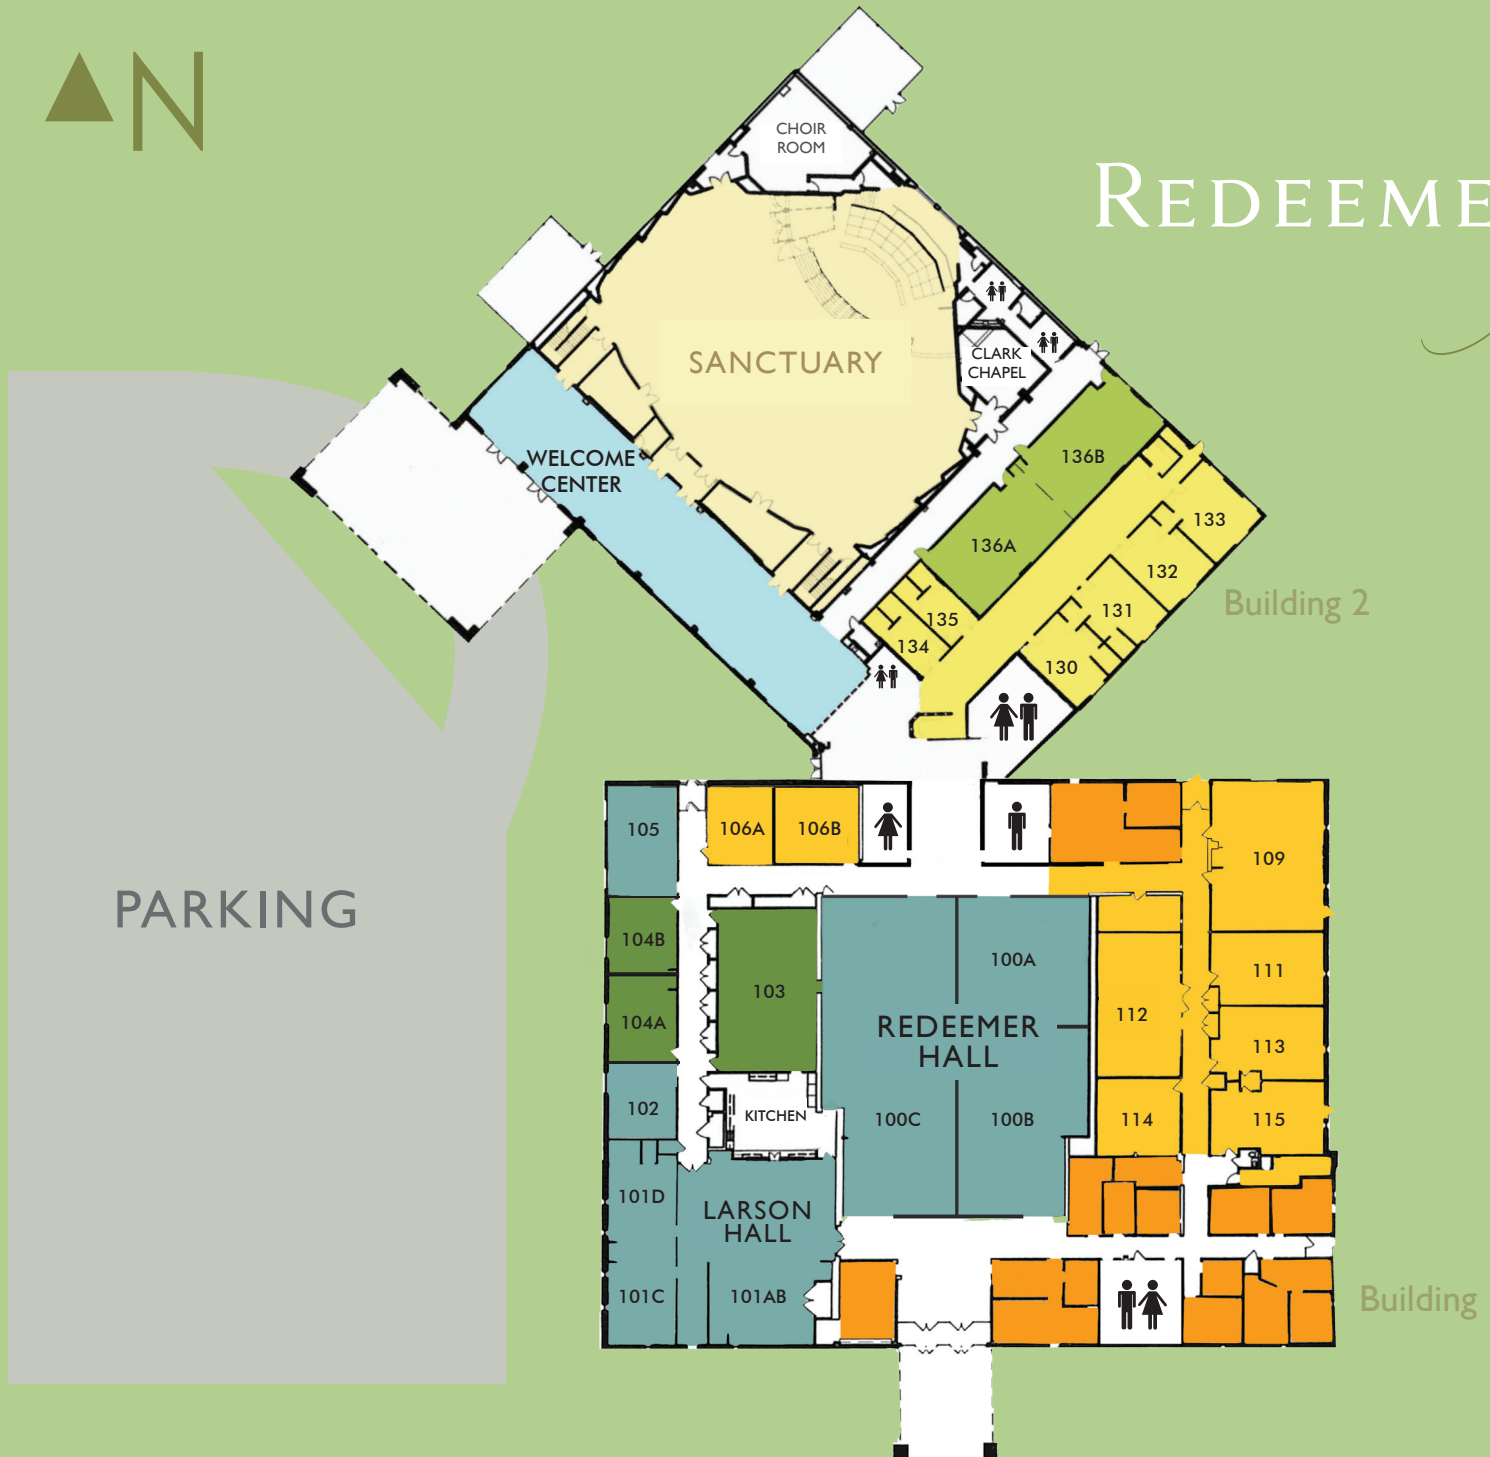 N
REDEEME
CHOIR
ROOM
SANCTUARY
CLARK
CHAPEL
WELCOME
CENTER
136B
136A
133
132
131
130
135
134
Building 2
105
106A
106B
109
104B
104A
103
100A
111
112
REDEEMER
HALL
113
102
KITCHEN
100C
100B
114
115
101D
LARSON
HALL
101C
101AB
PARKING
Building